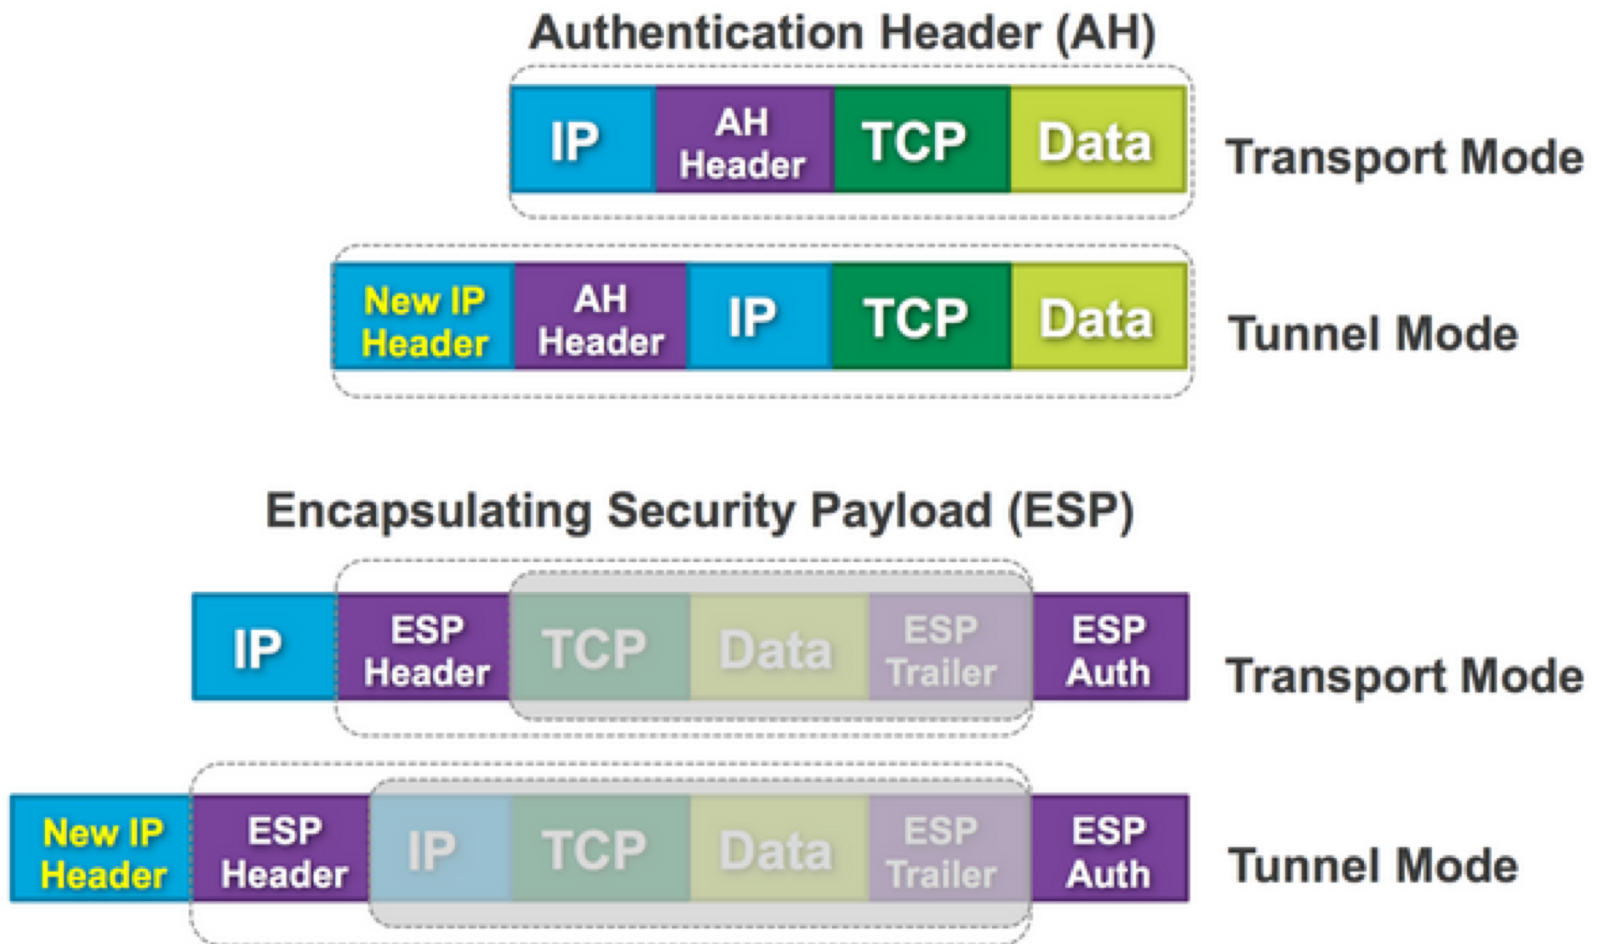 Authentication Header (AH)
IP AH Header TCP Data Transport Mode
New IP Header AH Header IP TCP Data Tunnel Mode
Encapsulating Security Payload (ESP)
IP ESP Header TCP Data ESP Trailer ESP Auth Transport Mode
New IP Header ESP Header IP TCP Data ESP Trailer ESP Auth Tunnel Mode